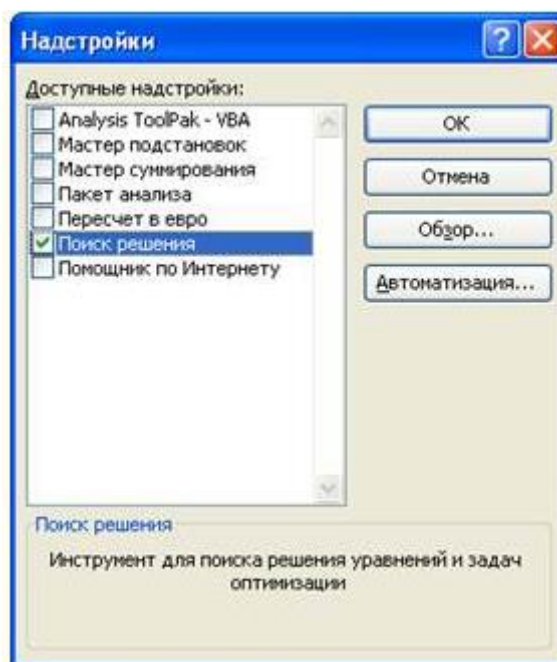 Надстройки
Доступные надстройки:
Analysis ToolPak - VBA
Мастер подстановок
Мастер суммирования
Пакет анализа
Пересчет в евро
Поиск решения
Помощник по Интернету
ОК
Отмена
Обзор...
Автоматизация...
Поиск решения
Инструмент для поиска решения уравнений и задач
оптимизации